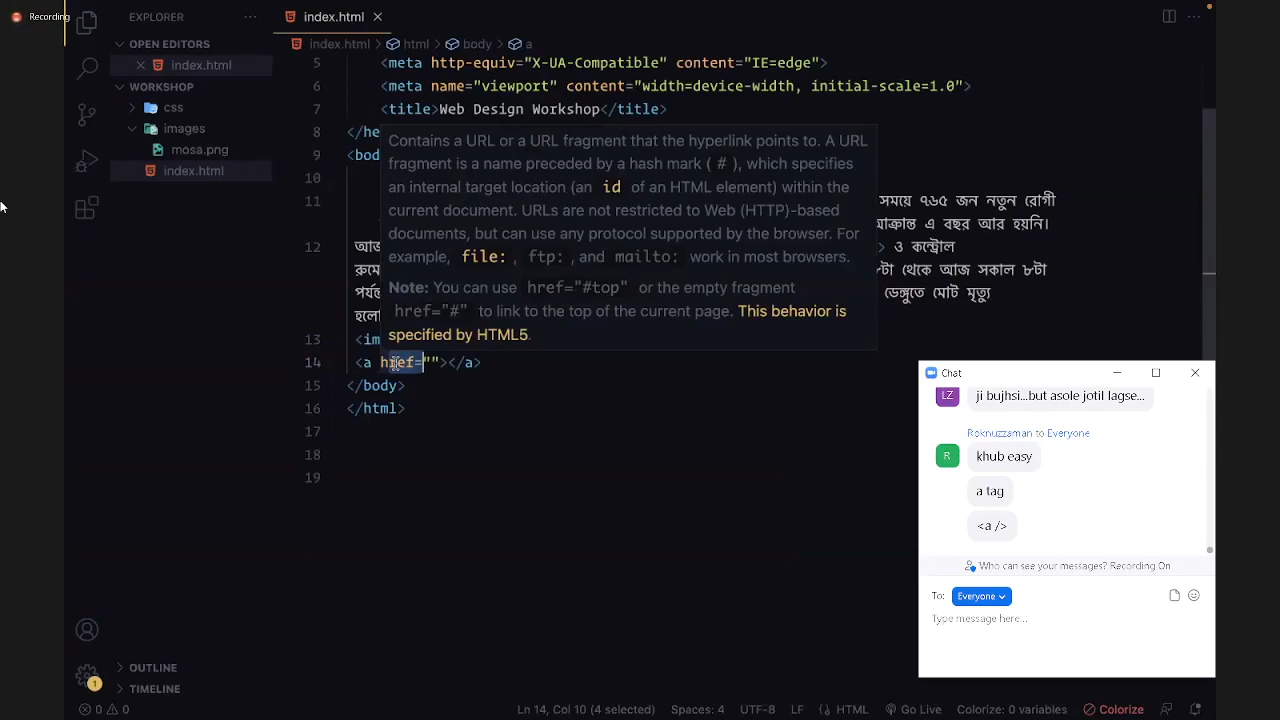 Recording
EXPLORER
index.html
OPEN EDITORS
index.html
WORKSHOP
css
images
mosa.png
index.html
OUTLINE
TIMELINE
index.html > html > body > a
5 <meta http-equiv="X-UA-Compatible" content="IE=edge">
6 <meta name="viewport" content="width=device-width, initial-scale=1.0">
7 <title>Web Design Workshop</title>
8 </he
9 <bod
10
11 সময়ে ৭৬৫ জন নতুন রোগী
আক্রান্ত এ বছর আর হয়নি।
12 আজ > ও কন্ট্রোল
রুমের ৮টা থেকে আজ সকাল ৮টা
পর্যন্ত ডেঙ্গুতে মোট মৃত্যু
হলো
Contains a URL or a URL fragment that the hyperlink points to. A URL
fragment is a name preceded by a hash mark ( # ), which specifies
an internal target location (an id of an HTML element) within the
current document. URLs are not restricted to Web (HTTP)-based
documents, but can use any protocol supported by the browser. For
example, file: , ftp: , and mailto: work in most browsers.
Note: You can use href="#top" or the empty fragment
href="#" to link to the top of the current page. This behavior is
specified by HTML5.
13 <im
14 <a href=""></a>
15 </body>
16 </html>
17
18
19
Chat
LZ
ji bujhsi...but asole jotil lagse...
Roknuzzaman to Everyone
R
khub easy
a tag
<a />
Who can see your messages? Recording On
To: Everyone
Type message here...
1
0 0
Ln 14, Col 10 (4 selected)
Spaces: 4
UTF-8
LF
{} HTML
Go Live
Colorize: 0 variables
Colorize